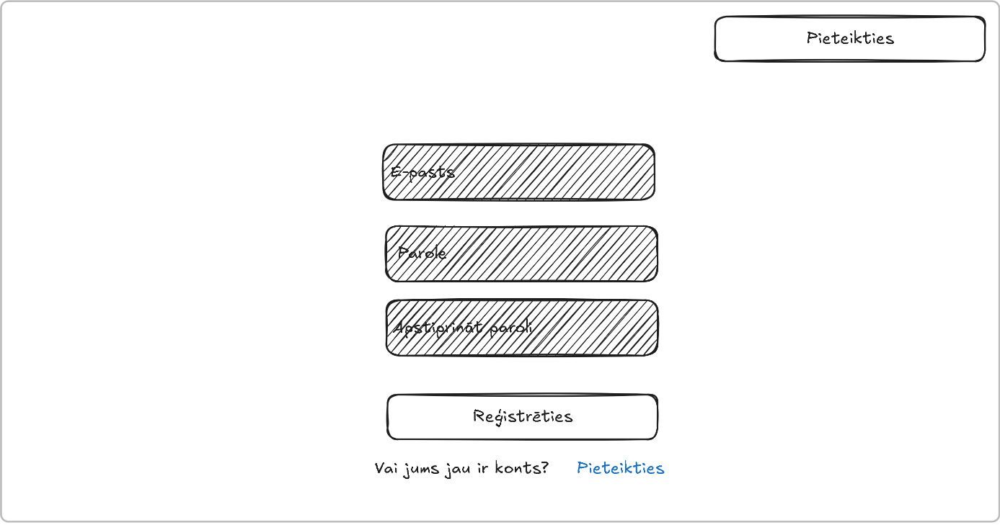 Pieteikties
E-pasts
Parole
Apstiprināt paroli
Reģistrēties
Vai jums jau ir konts? Pieteikties